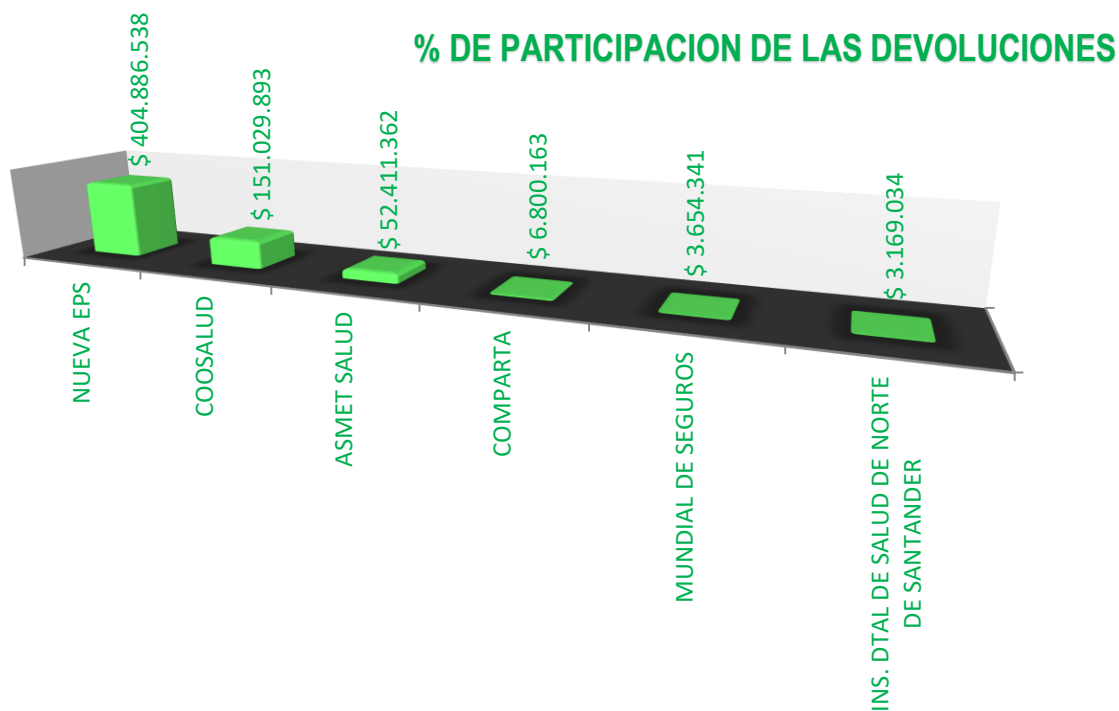 % DE PARTICIPACION DE LAS DEVOLUCIONES
$ 404.886.538
$ 151.029.893
$ 52.411.362
$ 6.800.163
$ 3.654.341
$ 3.169.034
NUEVA EPS
COOSALUD
ASMET SALUD
COMPARTA
MUNDIAL DE SEGUROS
INS. DTAL DE SALUD DE NORTE
DE SANTANDER